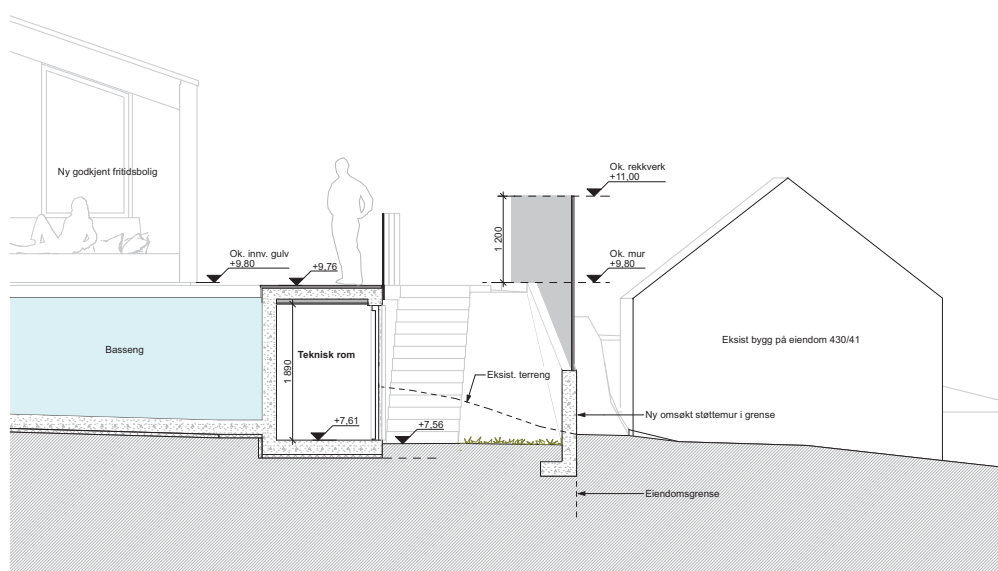 Ok. rekkverk
+11,00
Ny godkjent fritidsbolig
1 200
Ok. innv. gulv
+9,80
+9,76
Ok. mur
+9,80
Basseng
Teknisk rom
1 890
Eksist bygg på eiendom 430/41
Eksist. terreng
Ny omsøkt støttemur i grense
+7,61
+7,56
Eiendomsgrense